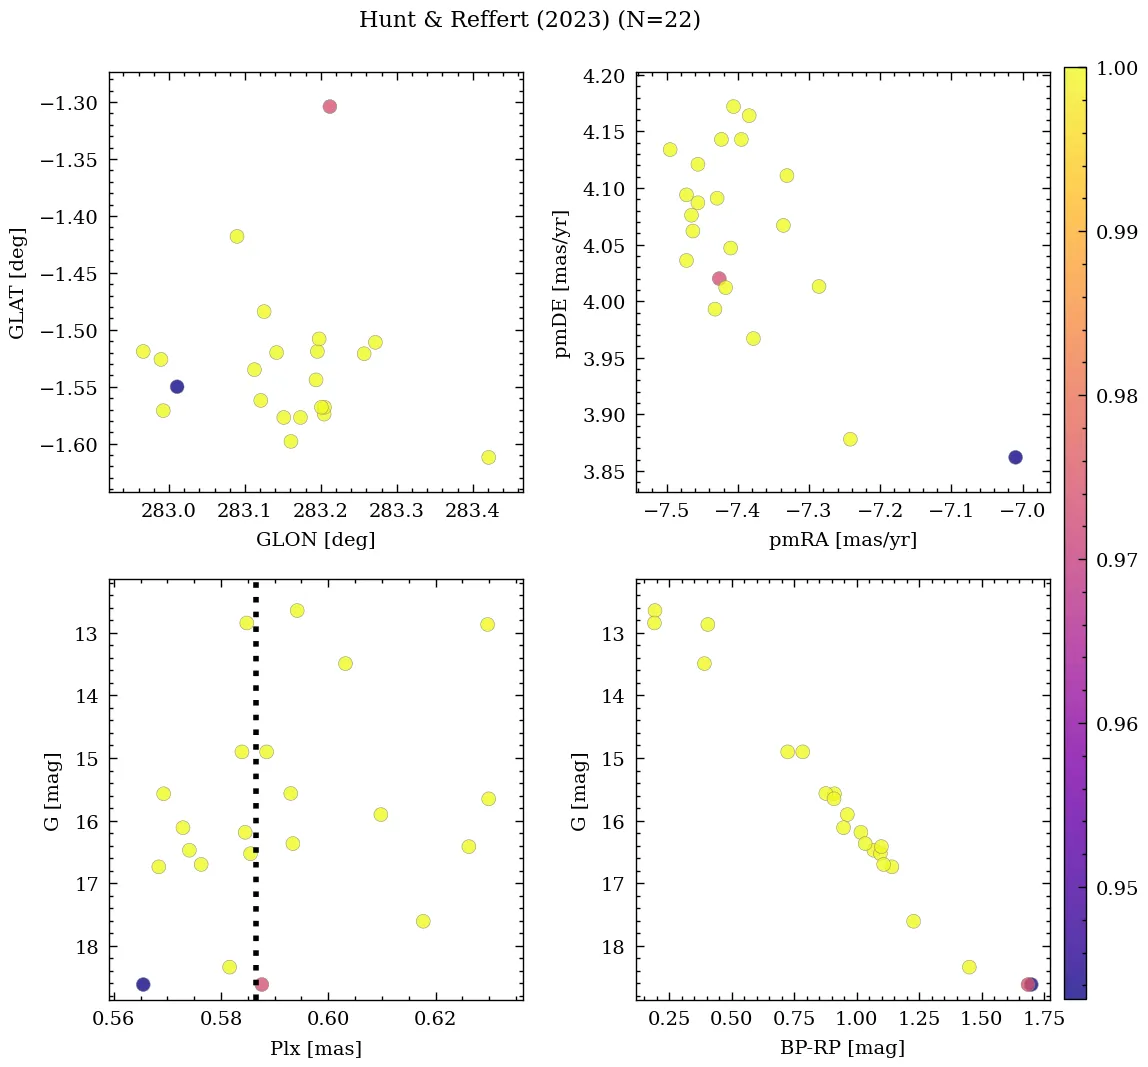 Hunt & Reffert (2023) (N=22)
−1.30
−1.35
−1.40
−1.45
−1.50
−1.55
−1.60
GLAT [deg]
283.0 283.1 283.2 283.3 283.4
GLON [deg]
4.20
4.15
4.10
4.05
4.00
3.95
3.90
3.85
pmDE [mas/yr]
−7.5 −7.4 −7.3 −7.2 −7.1 −7.0
pmRA [mas/yr]
13
14
15
16
17
18
G [mag]
0.56 0.58 0.60 0.62
Plx [mas]
13
14
15
16
17
18
G [mag]
0.25 0.50 0.75 1.00 1.25 1.50 1.75
BP-RP [mag]
1.00
0.99
0.98
0.97
0.96
0.95